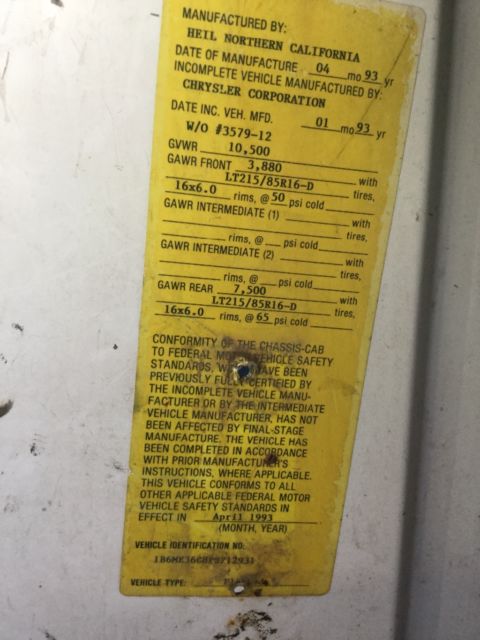 MANUFACTURED BY:
HEIL NORTHERN CALIFORNIA
DATE OF MANUFACTURE 04 mo 93 yr
INCOMPLETE VEHICLE MANUFACTURED BY:
CHRYSLER CORPORATION
DATE INC. VEH. MFD. 01 mo 93 yr
W/O #3579-12
GVWR 10,500
GAWR FRONT 3,880 with
LT215/85R16-D tires,
16x6.0 rims, @ 50 psi cold
GAWR INTERMEDIATE (1) with
tires,
rims, @ psi cold
GAWR INTERMEDIATE (2) with
tires,
rims, @ psi cold
GAWR REAR 7,500 with
LT215/85R16-D tires,
16x6.0 rims, @ 65 psi cold
CONFORMITY OF THE CHASSIS-CAB
TO FEDERAL MOTOR VEHICLE SAFETY
STANDARDS, HAVE BEEN
PREVIOUSLY FULLY CERTIFIED BY
THE INCOMPLETE VEHICLE MANU-
FACTURER OR BY THE INTERMEDIATE
VEHICLE MANUFACTURER, HAS NOT
BEEN AFFECTED BY FINAL-STAGE
MANUFACTURE. THE VEHICLE HAS
BEEN COMPLETED IN ACCORDANCE
WITH PRIOR MANUFACTURER'S
INSTRUCTIONS, WHERE APPLICABLE.
THIS VEHICLE CONFORMS TO ALL
OTHER APPLICABLE FEDERAL MOTOR
VEHICLE SAFETY STANDARDS IN
EFFECT IN April 1993
(MONTH, YEAR)
VEHICLE IDENTIFICATION NO:
VEHICLE TYPE: